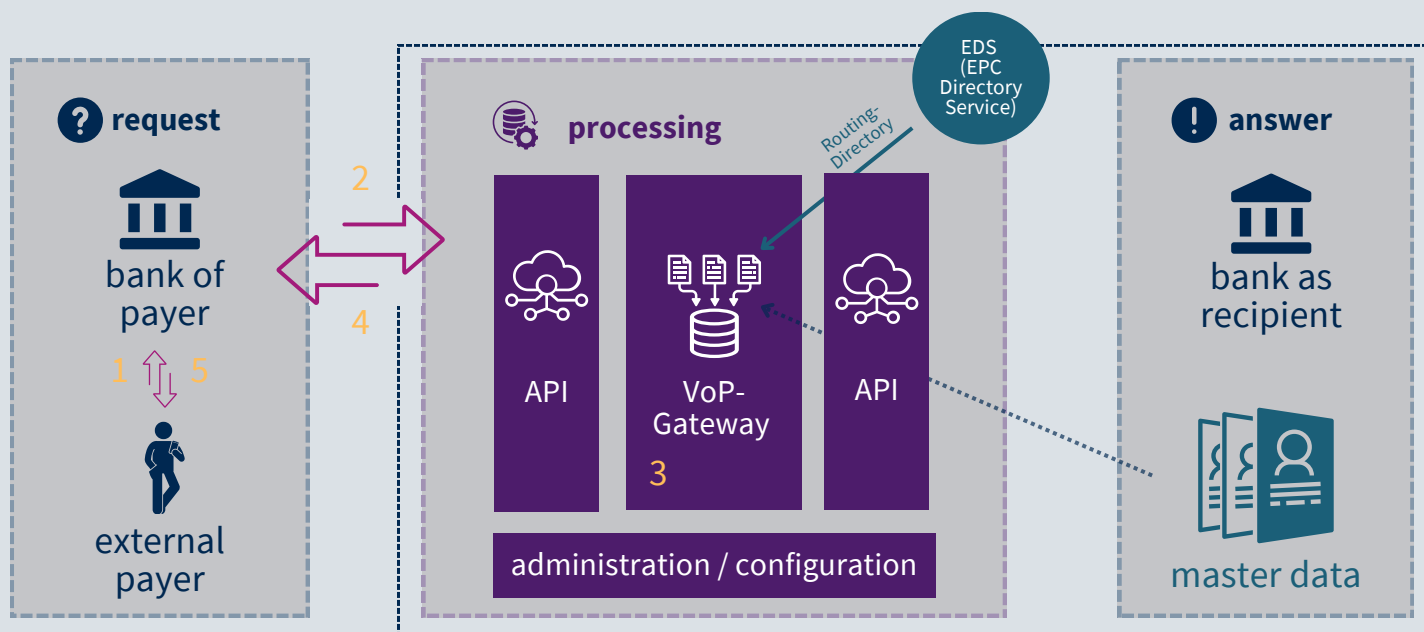 request
bank of
payer
1
5
external
payer
2
4
processing
EDS
(EPC
Directory
Service)
Routing-
Directory
API
VoP-
Gateway
3
API
administration / configuration
answer
bank as
recipient
master data